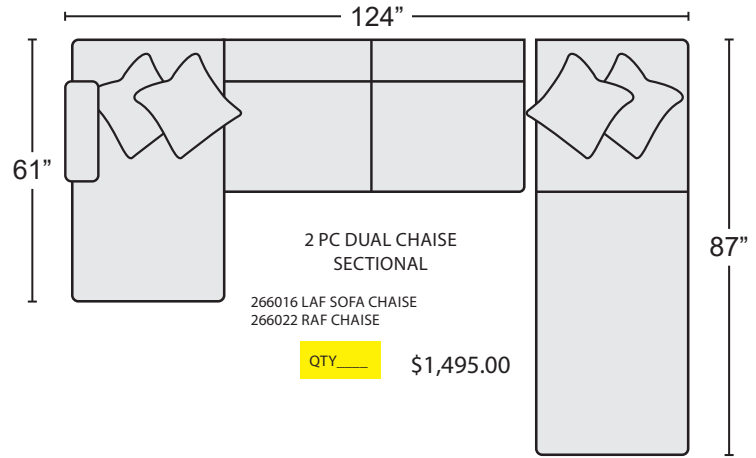 124”
61”
87”
2 PC DUAL CHAISE
SECTIONAL
266016 LAF SOFA CHAISE
266022 RAF CHAISE
QTY____ $1,495.00